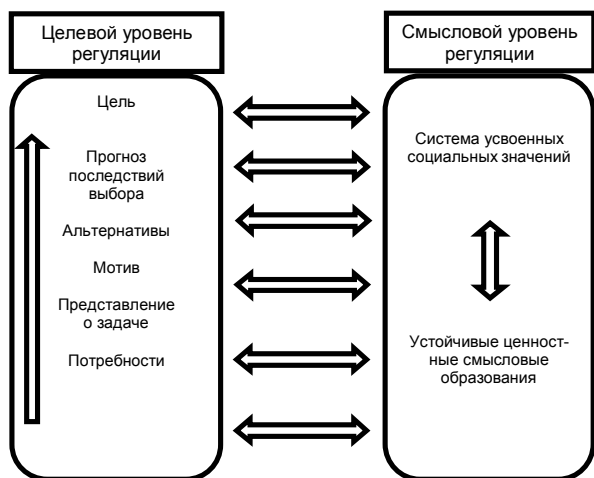 Целевой уровень
регуляции
Цель
Прогноз
последствий
выбора
Альтернативы
Мотив
Представление
о задаче
Потребности
Смысловой уровень
регуляции
Система усвоенных
социальных значений
Устойчивые ценност-
ные смысловые
образования